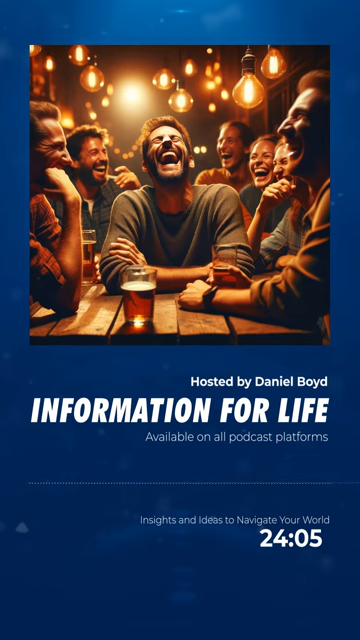 Hosted by Daniel Boyd
INFORMATION FOR LIFE
Available on all podcast platforms
Insights and Ideas to Navigate Your World
24:05